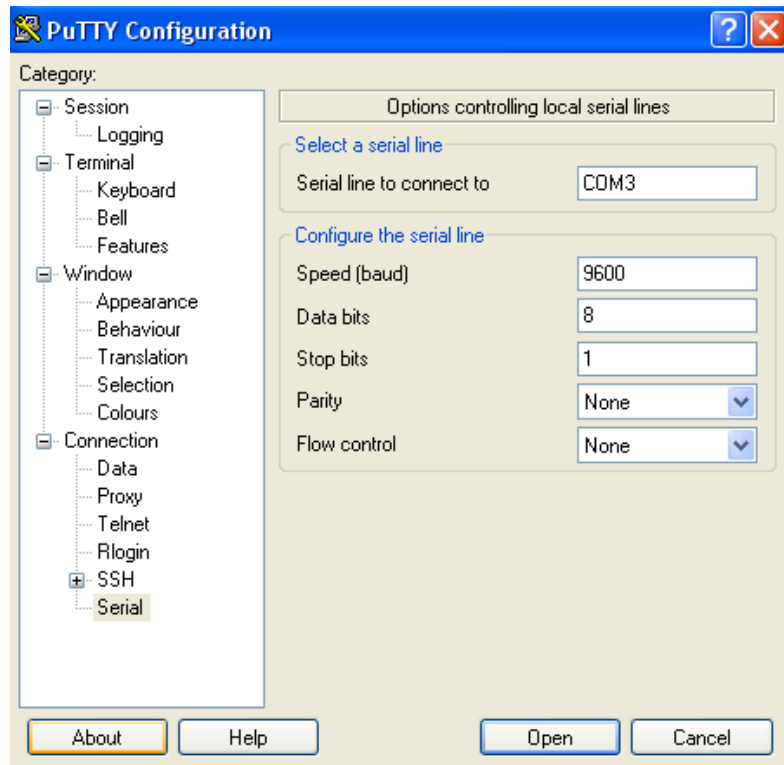 PuTTY Configuration
Category:
Session
Logging
Terminal
Keyboard
Bell
Features
Window
Appearance
Behaviour
Translation
Selection
Colours
Connection
Data
Proxy
Telnet
Rlogin
SSH
Serial
Options controlling local serial lines
Select a serial line
Serial line to connect to COM3
Configure the serial line
Speed (baud) 9600
Data bits 8
Stop bits 1
Parity None
Flow control None
About Help Open Cancel